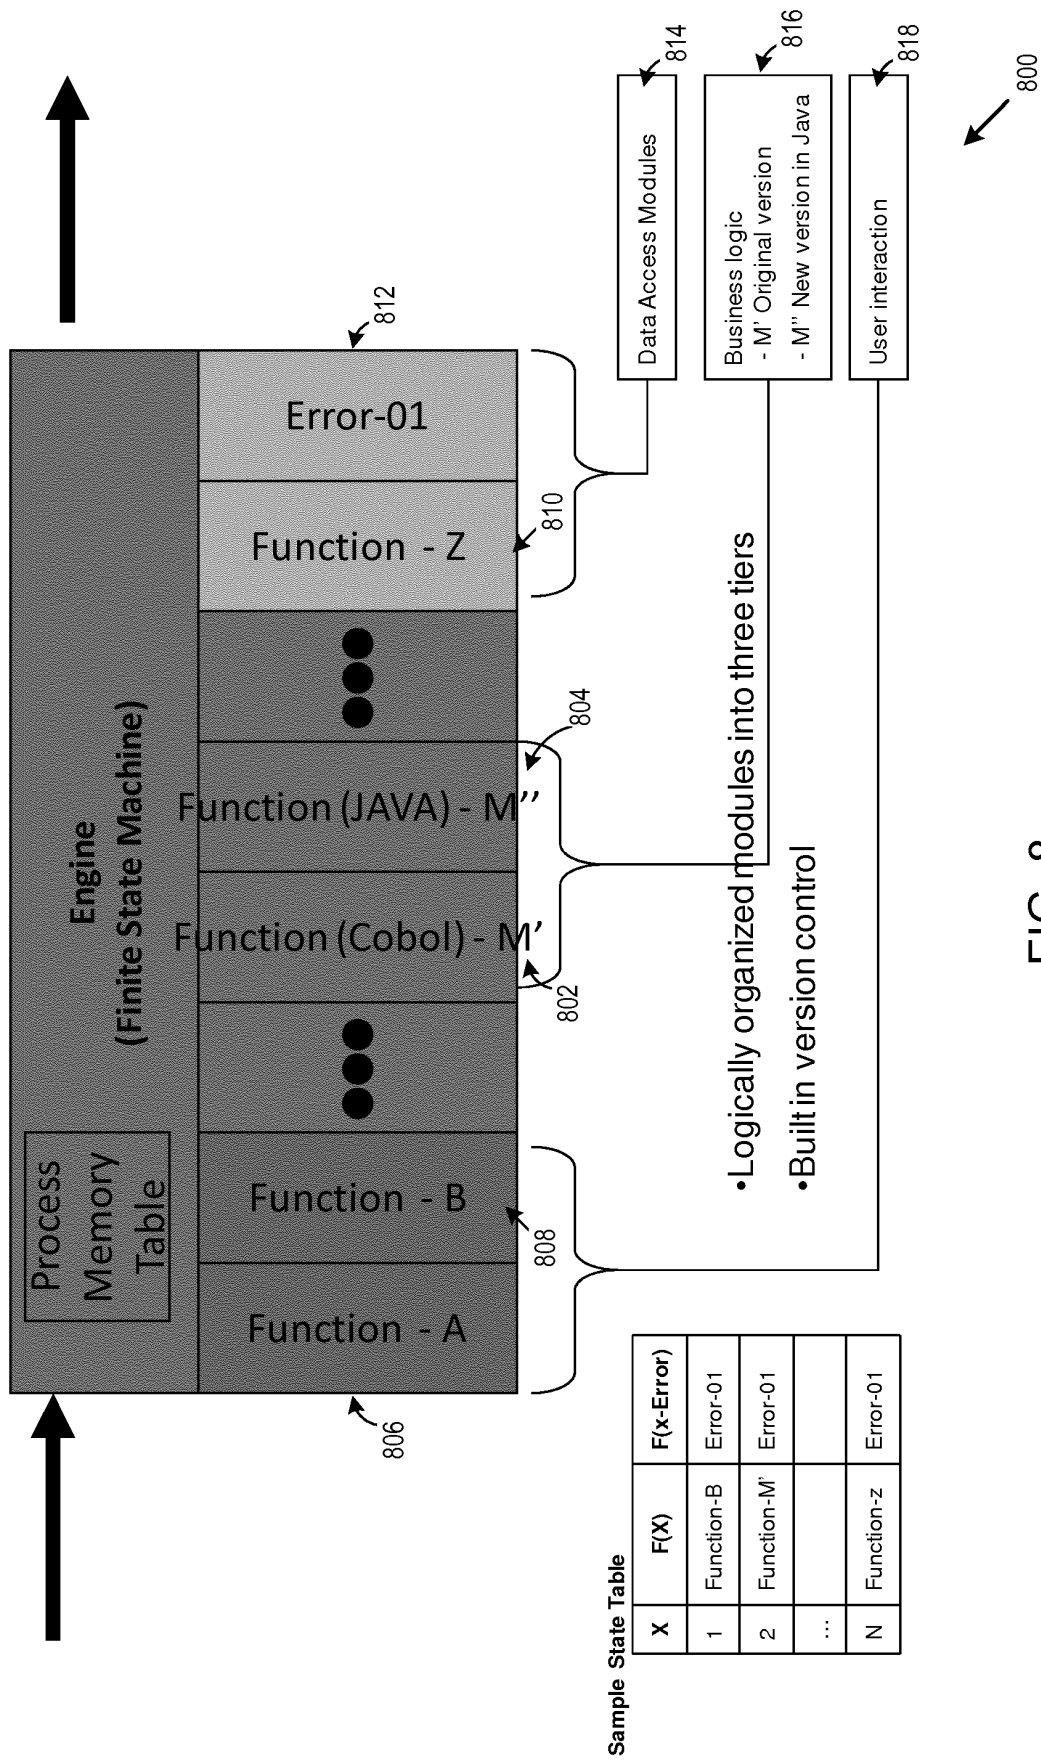 Engine
(Finite State Machine)
Process
Memory
Table
Function - A
Function - B
Function (Cobol) - M'
Function (JAVA) - M''
Function - Z
Error-01
806
808
802
804
810
812
Sample State Table
X F(X) F(x-Error)
1 Function-B Error-01
2 Function-M' Error-01
...
N Function-z Error-01
•Logically organized modules into three tiers
•Built in version control
Data Access Modules
814
Business logic
- M' Original version
- M'' New version in Java
816
User interaction
818
800